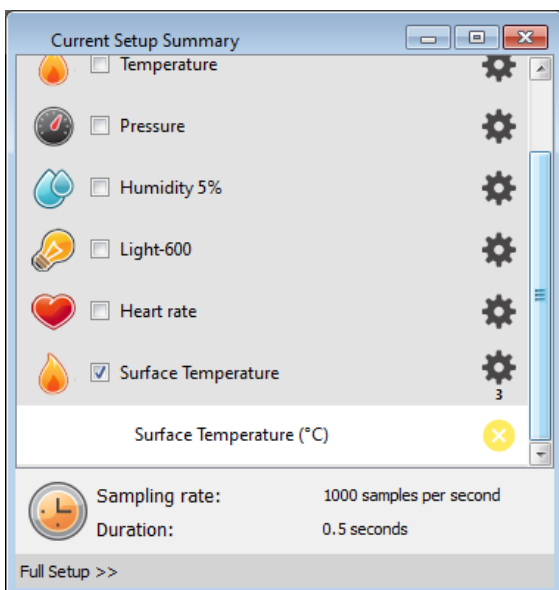 Current Setup Summary
Temperature
Pressure
Humidity 5%
Light-600
Heart rate
Surface Temperature
3
Surface Temperature (°C)
Sampling rate: 1000 samples per second
Duration: 0.5 seconds
Full Setup >>